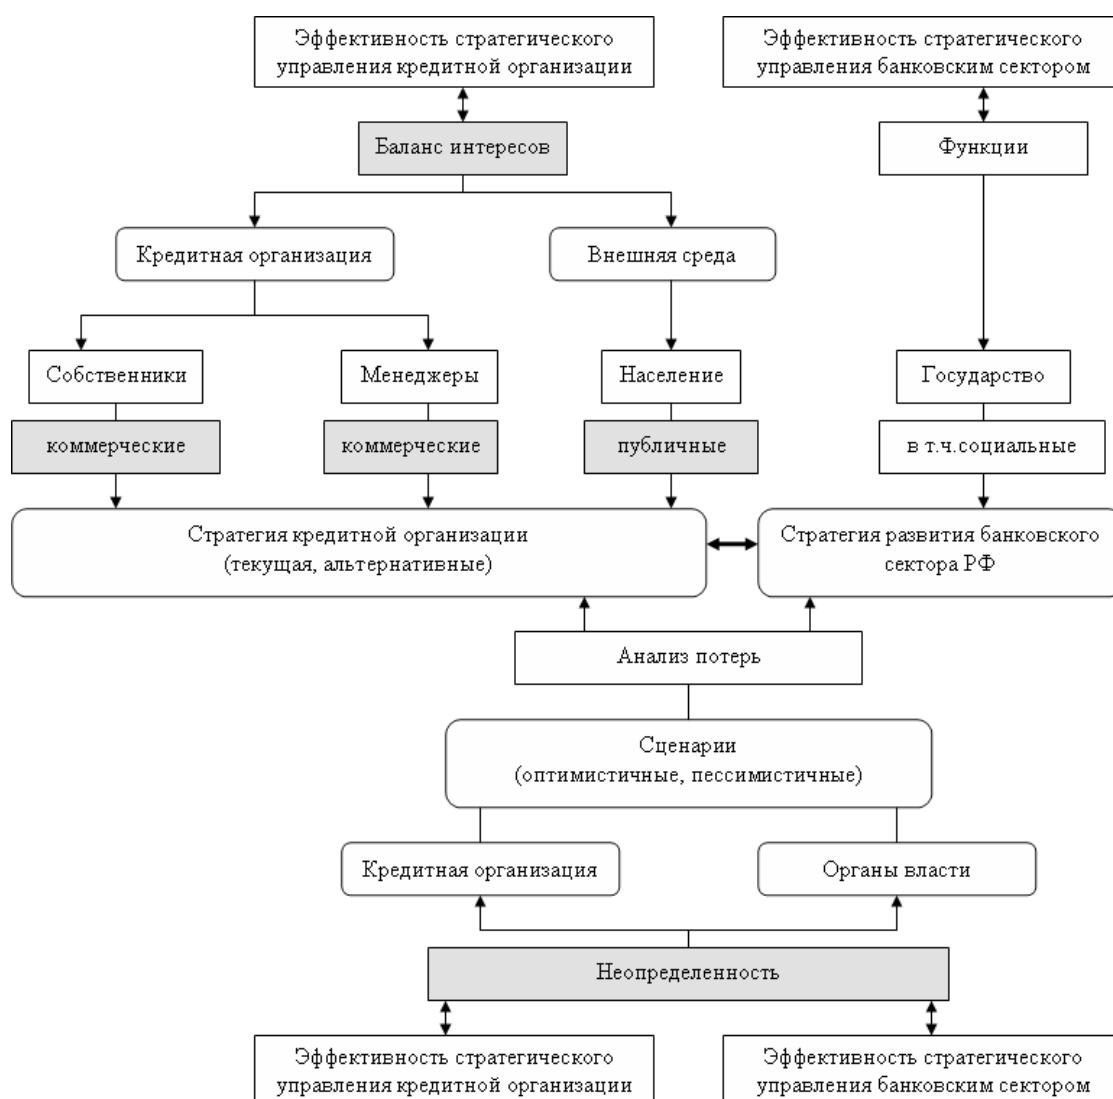 Эффективность стратегического
управления кредитной организации
Эффективность стратегического
управления банковским сектором
Баланс интересов
Функции
Кредитная организация
Внешняя среда
Собственники
Менеджеры
Население
Государство
коммерческие
коммерческие
публичные
в т.ч.социальные
Стратегия кредитной организации
(текущая, альтернативные)
Стратегия развития банковского
сектора РФ
Анализ потерь
Сценарии
(оптимистичные, пессимистичные)
Кредитная организация
Органы власти
Неопределенность
Эффективность стратегического
управления кредитной организации
Эффективность стратегического
управления банковским сектором